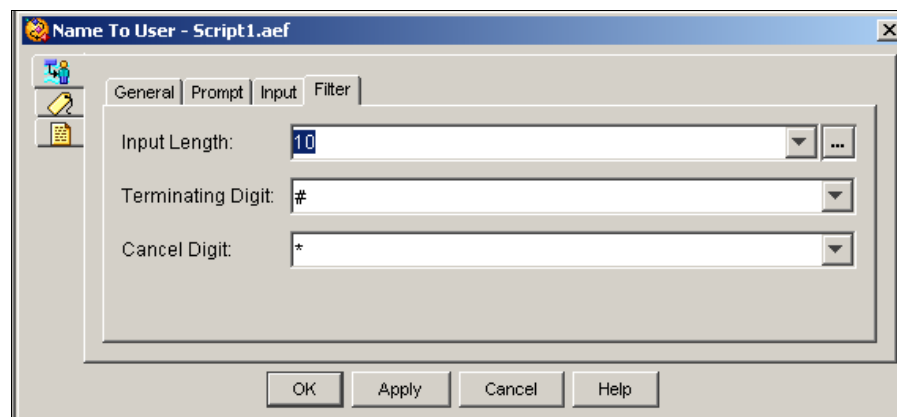 Name To User - Script1.aef
General Prompt Input Filter
Input Length: 10 ...
Terminating Digit: #
Cancel Digit: *
OK Apply Cancel Help